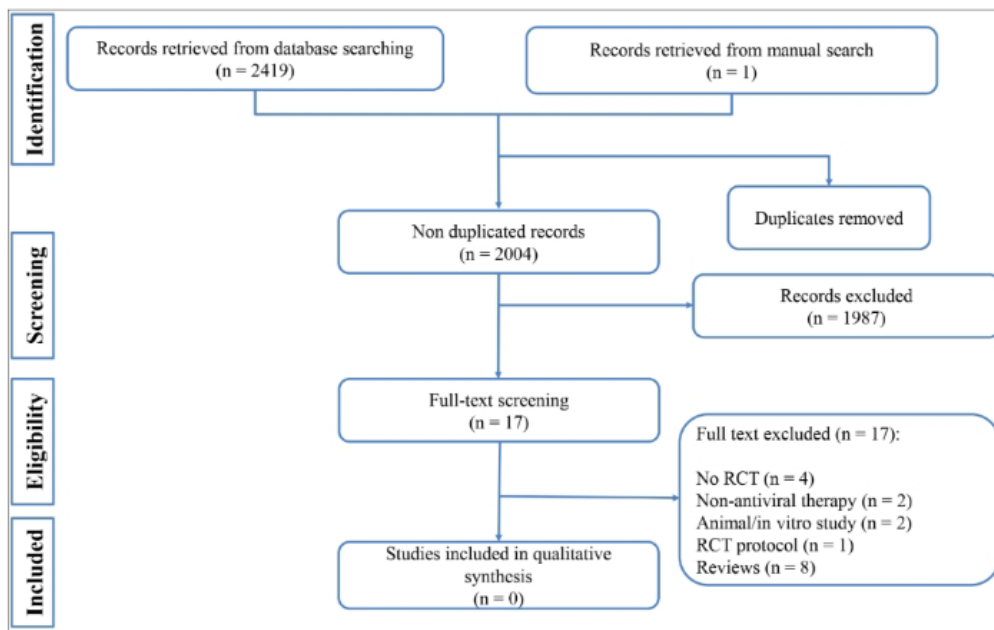 Identification
Records retrieved from database searching
(n = 2419)
Records retrieved from manual search
(n = 1)
Duplicates removed
Screening
Non duplicated records
(n = 2004)
Records excluded
(n = 1987)
Eligibility
Full-text screening
(n = 17)
Full text excluded (n = 17):
No RCT (n = 4)
Non-antiviral therapy (n = 2)
Animal/in vitro study (n = 2)
RCT protocol (n = 1)
Reviews (n = 8)
Included
Studies included in qualitative
synthesis
(n = 0)